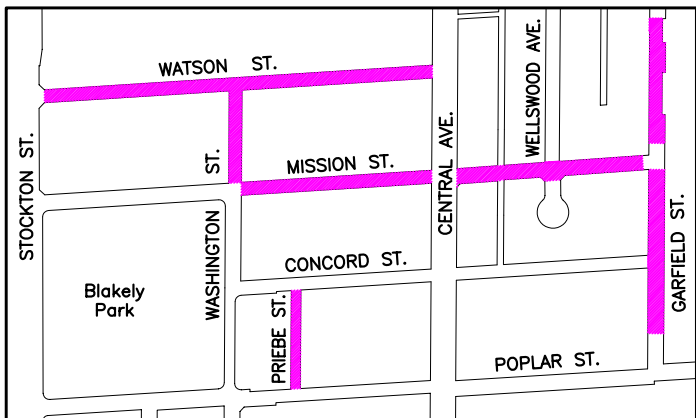 WATSON ST.
WELLSWOOD AVE.
STOCKTON ST.
ST.
WASHINGTON
MISSION ST.
CENTRAL AVE.
GARFIELD ST.
CONCORD ST.
Blakely
Park
PRIEBE ST.
POPLAR ST.